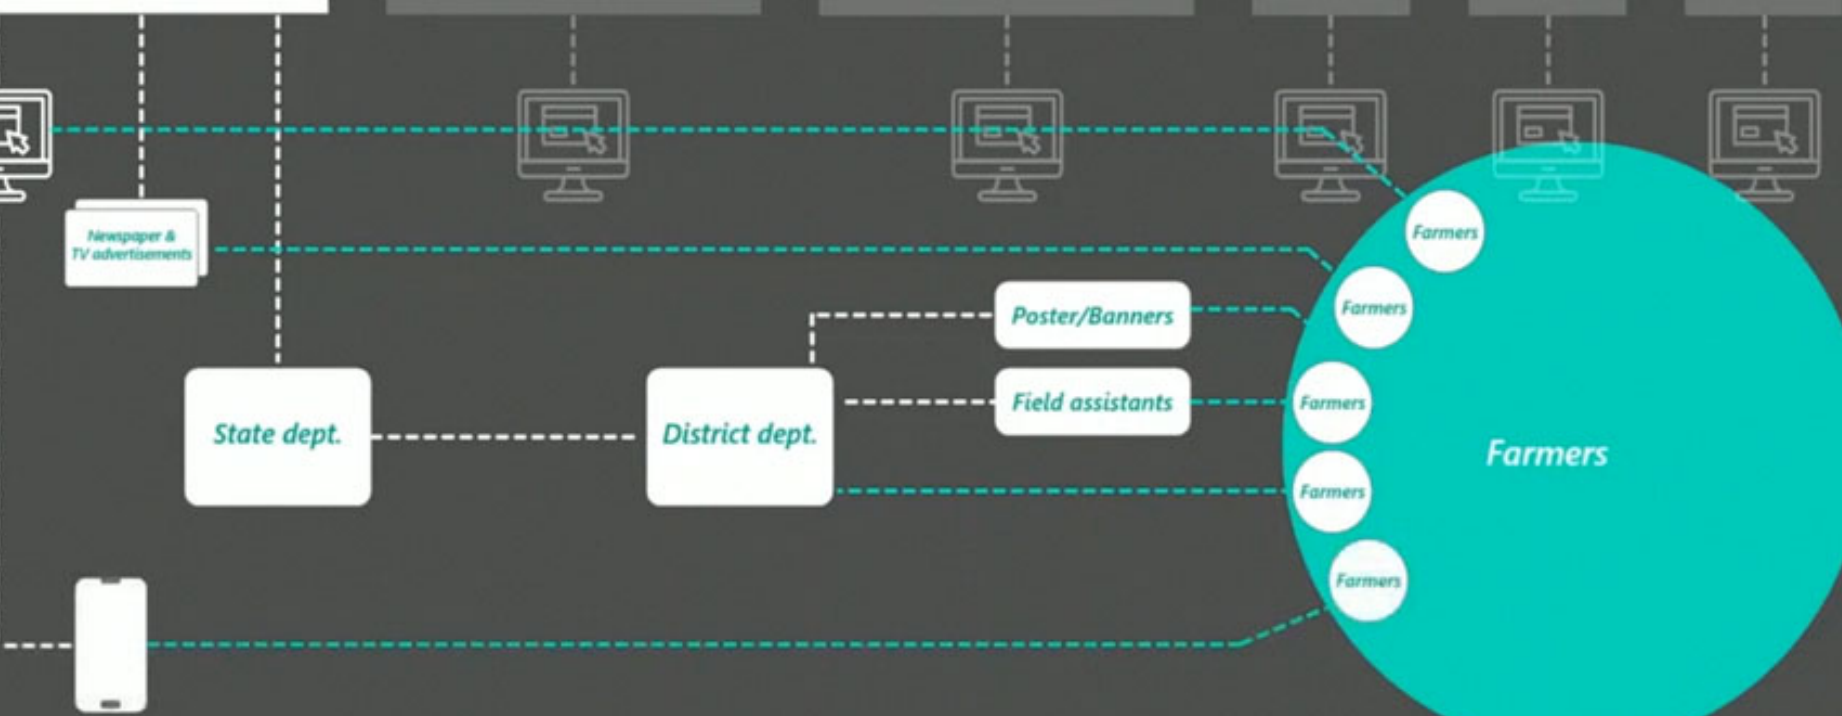 Farmers
Newspaper &
TV advertisements
Farmers
Poster/Banners
Field assistants
Farmers
State dept.
District dept.
Farmers
Farmers
Farmers